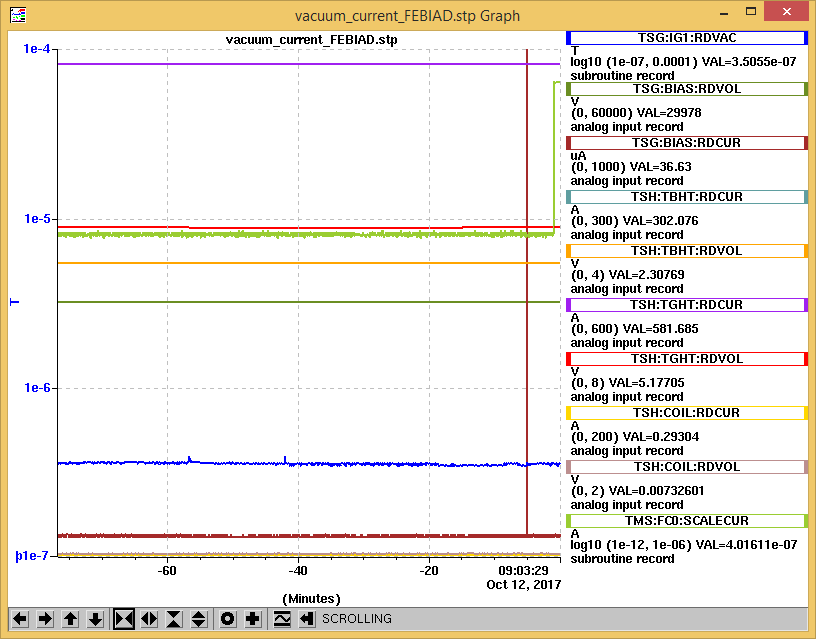 vacuum_current_FEBIAD.stp Graph
vacuum_current_FEBIAD.stp
1e-4
1e-5
T
1e-6
1e-7
-60
-40
-20
09:03:29
Oct 12, 2017
(Minutes)
TSG:IG1:RDVAC
T
log10 (1e-07, 0.0001) VAL=3.5055e-07
subroutine record
TSG:BIAS:RDVOL
V
(0, 60000) VAL=29978
analog input record
TSG:BIAS:RDCUR
uA
(0, 1000) VAL=36.63
analog input record
TSH:TBHT:RDCUR
A
(0, 300) VAL=302.076
analog input record
TSH:TBHT:RDVOL
V
(0, 4) VAL=2.30769
analog input record
TSH:TGHT:RDCUR
A
(0, 600) VAL=581.685
analog input record
TSH:TGHT:RDVOL
V
(0, 8) VAL=5.17705
analog input record
TSH:COIL:RDCUR
A
(0, 200) VAL=0.29304
analog input record
TSH:COIL:RDVOL
V
(0, 2) VAL=0.00732601
analog input record
TMS:FC0:SCALECUR
A
log10 (1e-12, 1e-06) VAL=4.01611e-07
subroutine record
SCROLLING